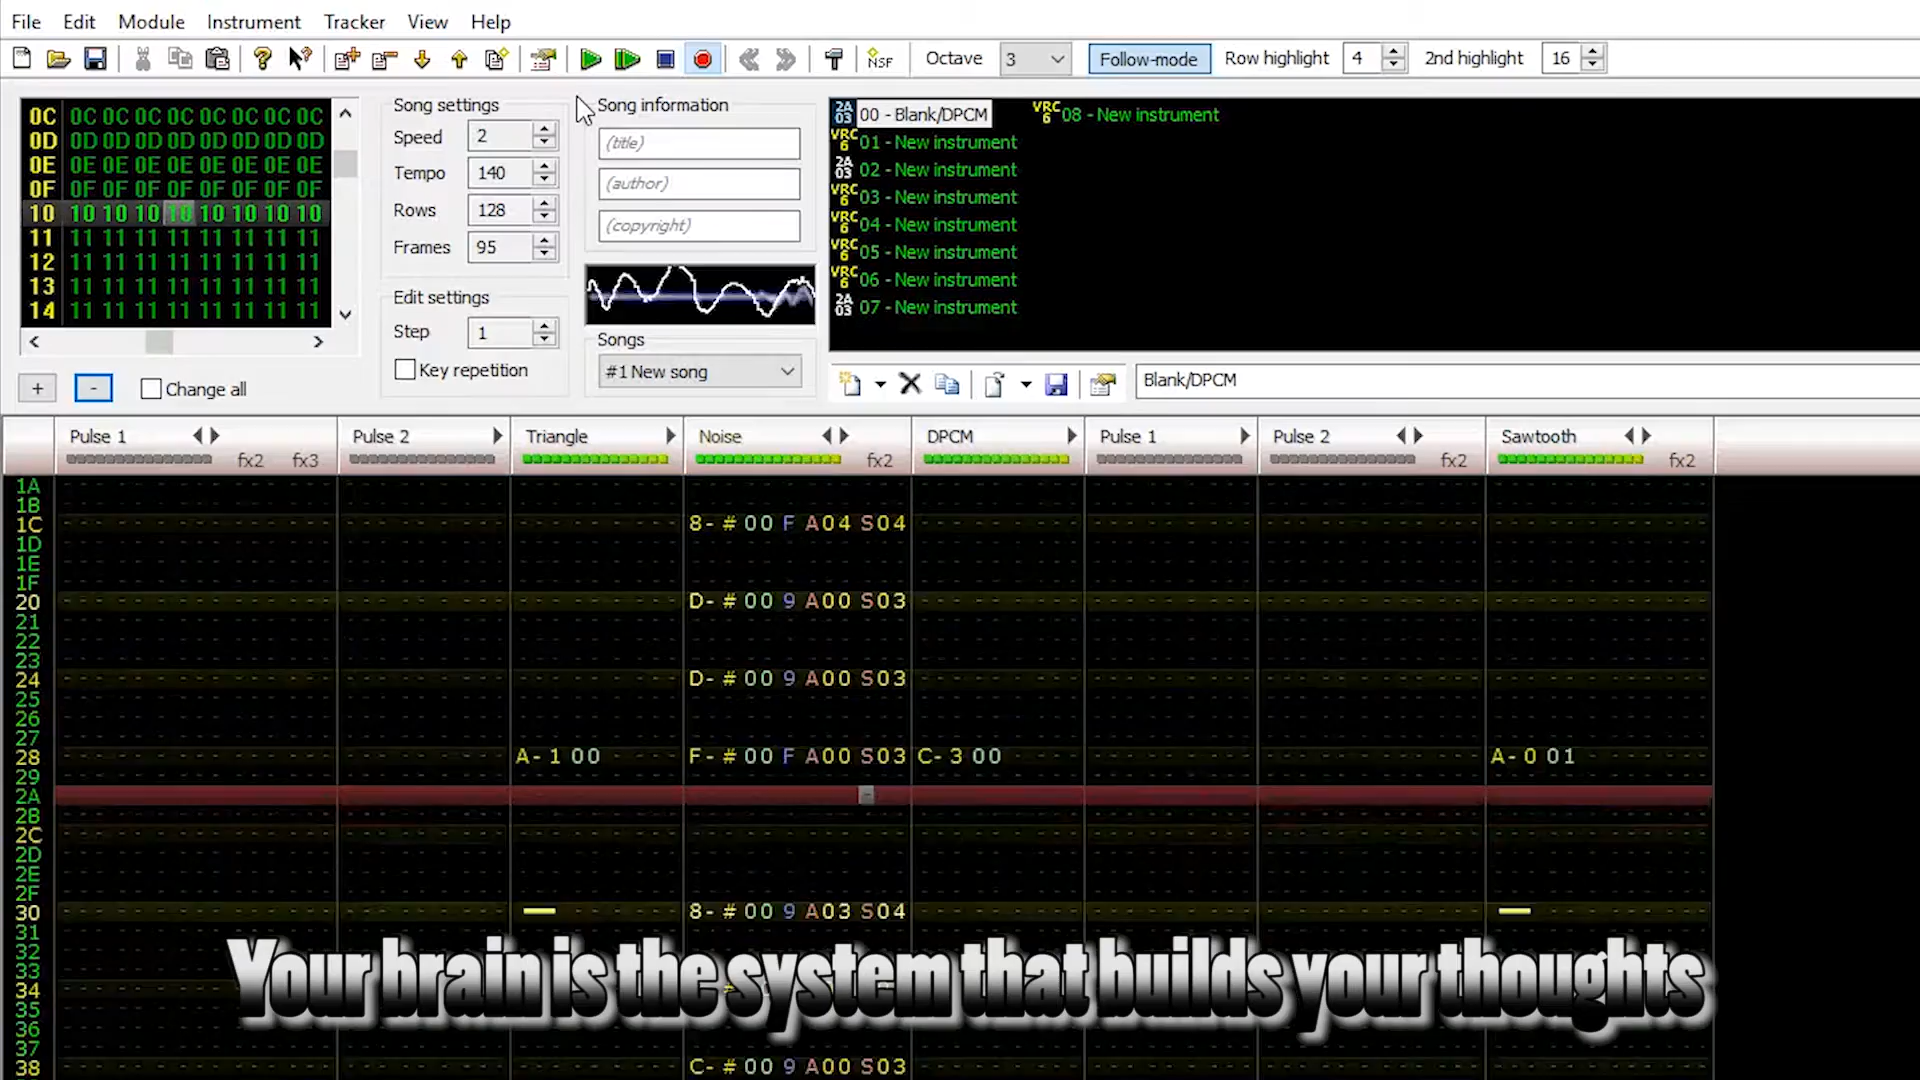 File Edit Module Instrument Tracker View Help
NSF Octave 3 Follow-mode Row highlight 4 2nd highlight 16
0C 0C 0C 0C 0C 0C 0C 0C 0C
0D 0D 0D 0D 0D 0D 0D 0D 0D
0E 0E 0E 0E 0E 0E 0E 0E 0E
0F 0F 0F 0F 0F 0F 0F 0F 0F
10 10 10 10 10 10 10 10 10
11 11 11 11 11 11 11 11 11
12 11 11 11 11 11 11 11 11
13 11 11 11 11 11 11 11 11
14 11 11 11 11 11 11 11 11
+ - Change all
Song settings
Speed 2
Tempo 140
Rows 128
Frames 95
Edit settings
Step 1
Key repetition
Song information
(title)
(author)
(copyright)
Songs
#1 New song
2A03 00 - Blank/DPCM
VRC6 01 - New instrument
2A03 02 - New instrument
VRC6 03 - New instrument
VRC6 04 - New instrument
VRC6 05 - New instrument
VRC6 06 - New instrument
2A03 07 - New instrument
VRC6 08 - New instrument
Blank/DPCM
Pulse 1 Pulse 2 Triangle Noise DPCM Pulse 1 Pulse 2 Sawtooth
fx2 fx3 fx2 fx2 fx2
1A
1B
1C 8-# 00 F A04 S04
1D
1E
1F
20 D-# 00 9 A00 S03
21
22
23
24 D-# 00 9 A00 S03
25
26
27
28 A-1 00 F-# 00 F A00 S03 C-3 00 A-0 01
29
2A
2B
2C
2D
2E
2F
30 8-# 00 9 A03 S04
31
32
33
34
35
36
37
38 C-# 00 9 A00 S03
Your brain is the system that builds your thoughts